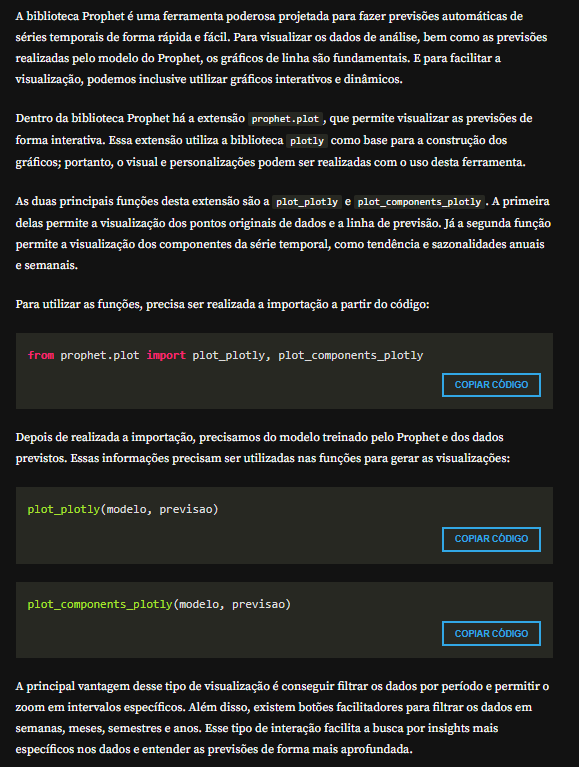 A biblioteca Prophet é uma ferramenta poderosa projetada para fazer previsões automáticas de
séries temporais de forma rápida e fácil. Para visualizar os dados de análise, bem como as previsões
realizadas pelo modelo do Prophet, os gráficos de linha são fundamentais. E para facilitar a
visualização, podemos inclusive utilizar gráficos interativos e dinâmicos.
Dentro da biblioteca Prophet há a extensão prophet.plot, que permite visualizar as previsões de
forma interativa. Essa extensão utiliza a biblioteca plotly como base para a construção dos
gráficos; portanto, o visual e personalizações podem ser realizadas com o uso desta ferramenta.
As duas principais funções desta extensão são a plot_plotly e plot_components_plotly. A primeira
delas permite a visualização dos pontos originais de dados e a linha de previsão. Já a segunda função
permite a visualização dos componentes da série temporal, como tendência e sazonalidades anuais
e semanais.
Para utilizar as funções, precisa ser realizada a importação a partir do código:
from prophet.plot import plot_plotly, plot_components_plotly
COPIAR CÓDIGO
Depois de realizada a importação, precisamos do modelo treinado pelo Prophet e dos dados
previstos. Essas informações precisam ser utilizadas nas funções para gerar as visualizações:
plot_plotly(modelo, previsao)
COPIAR CÓDIGO
plot_components_plotly(modelo, previsao)
COPIAR CÓDIGO
A principal vantagem desse tipo de visualização é conseguir filtrar os dados por período e permitir o
zoom em intervalos específicos. Além disso, existem botões facilitadores para filtrar os dados em
semanas, meses, semestres e anos. Esse tipo de interação facilita a busca por insights mais
específicos nos dados e entender as previsões de forma mais aprofundada.